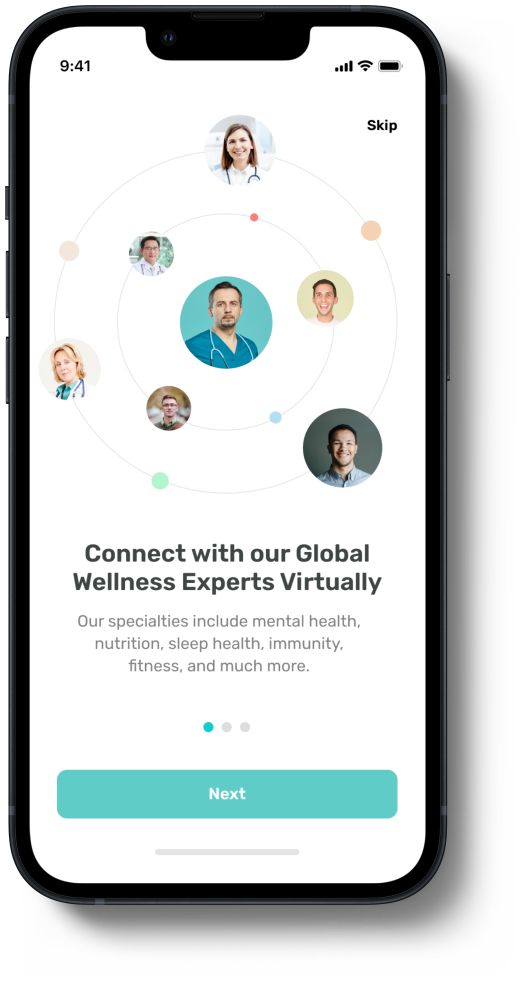 9:41
Skip
Connect with our Global
Wellness Experts Virtually
Our specialties include mental health,
nutrition, sleep health, immunity,
fitness, and much more.
Next